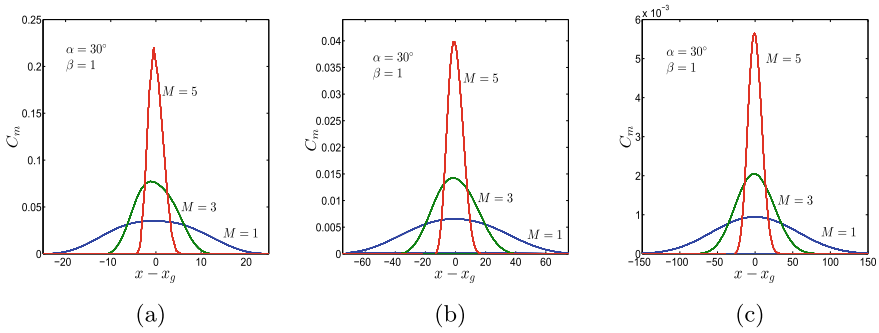 0.25
0.2
0.15
0.1
0.05
0
−20 −10 0 10 20
α = 30°
β = 1
M = 5
M = 3
M = 1
C_m
x − x_g
(a)
0.04
0.035
0.03
0.025
0.02
0.015
0.01
0.005
0
−60 −40 −20 0 20 40 60
α = 30°
β = 1
M = 5
M = 3
M = 1
C_m
x − x_g
(b)
6 x 10⁻³
5
4
3
2
1
0
−150 −100 −50 0 50 100 150
α = 30°
β = 1
M = 5
M = 3
M = 1
C_m
x − x_g
(c)